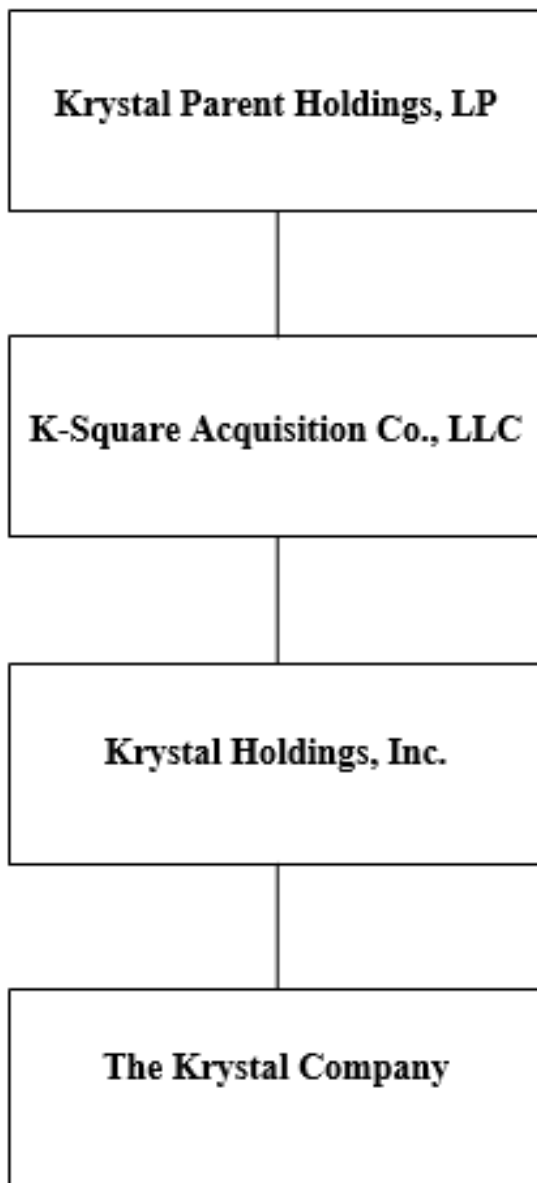 Krystal Parent Holdings, LP
K-Square Acquisition Co., LLC
Krystal Holdings, Inc.
The Krystal Company